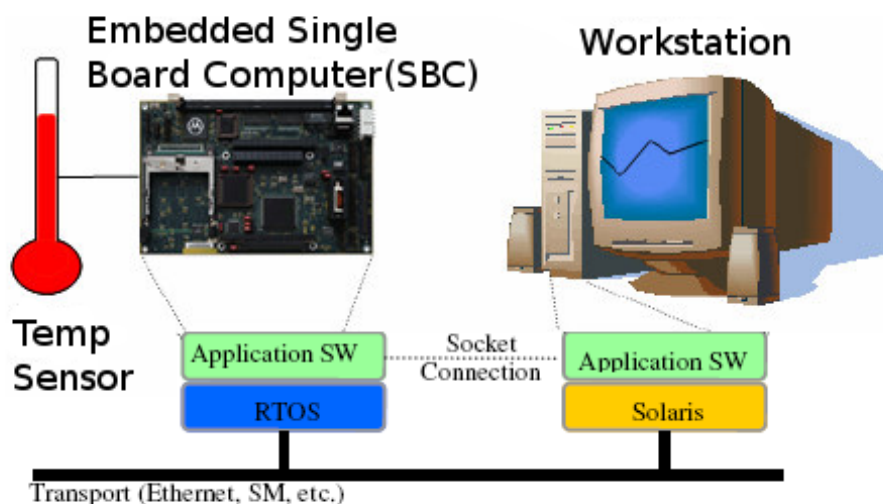 Embedded Single
Board Computer(SBC)
Workstation
Temp
Sensor
Application SW
Socket
Connection
Application SW
RTOS
Solaris
Transport (Ethernet, SM, etc.)